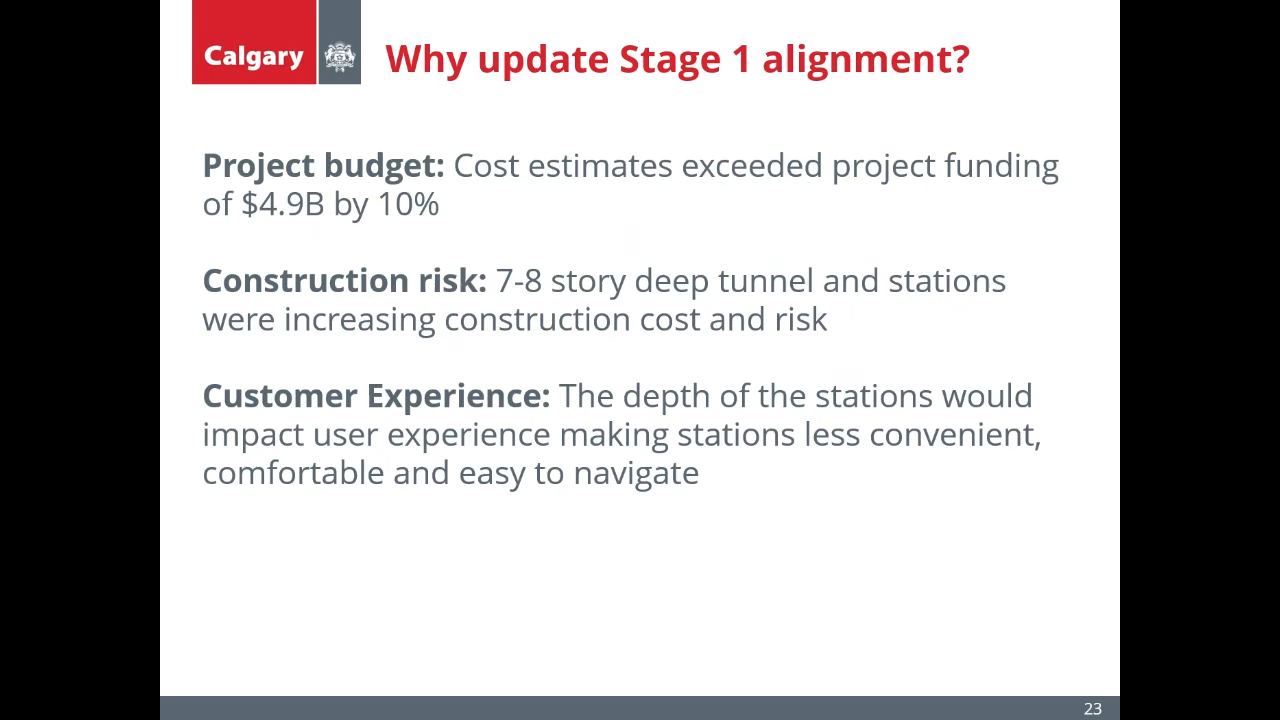 Calgary
Why update Stage 1 alignment?
Project budget: Cost estimates exceeded project funding
of $4.9B by 10%
Construction risk: 7-8 story deep tunnel and stations
were increasing construction cost and risk
Customer Experience: The depth of the stations would
impact user experience making stations less convenient,
comfortable and easy to navigate
23